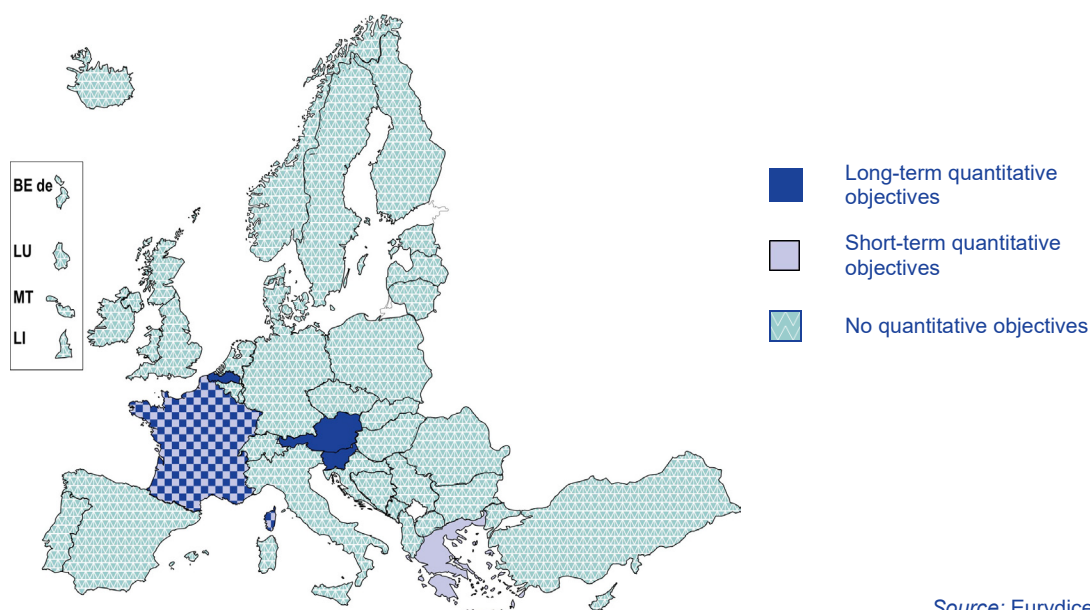 BE de
LU
MT
LI
Long-term quantitative
objectives
Short-term quantitative
objectives
No quantitative objectives
Source: Eurydice